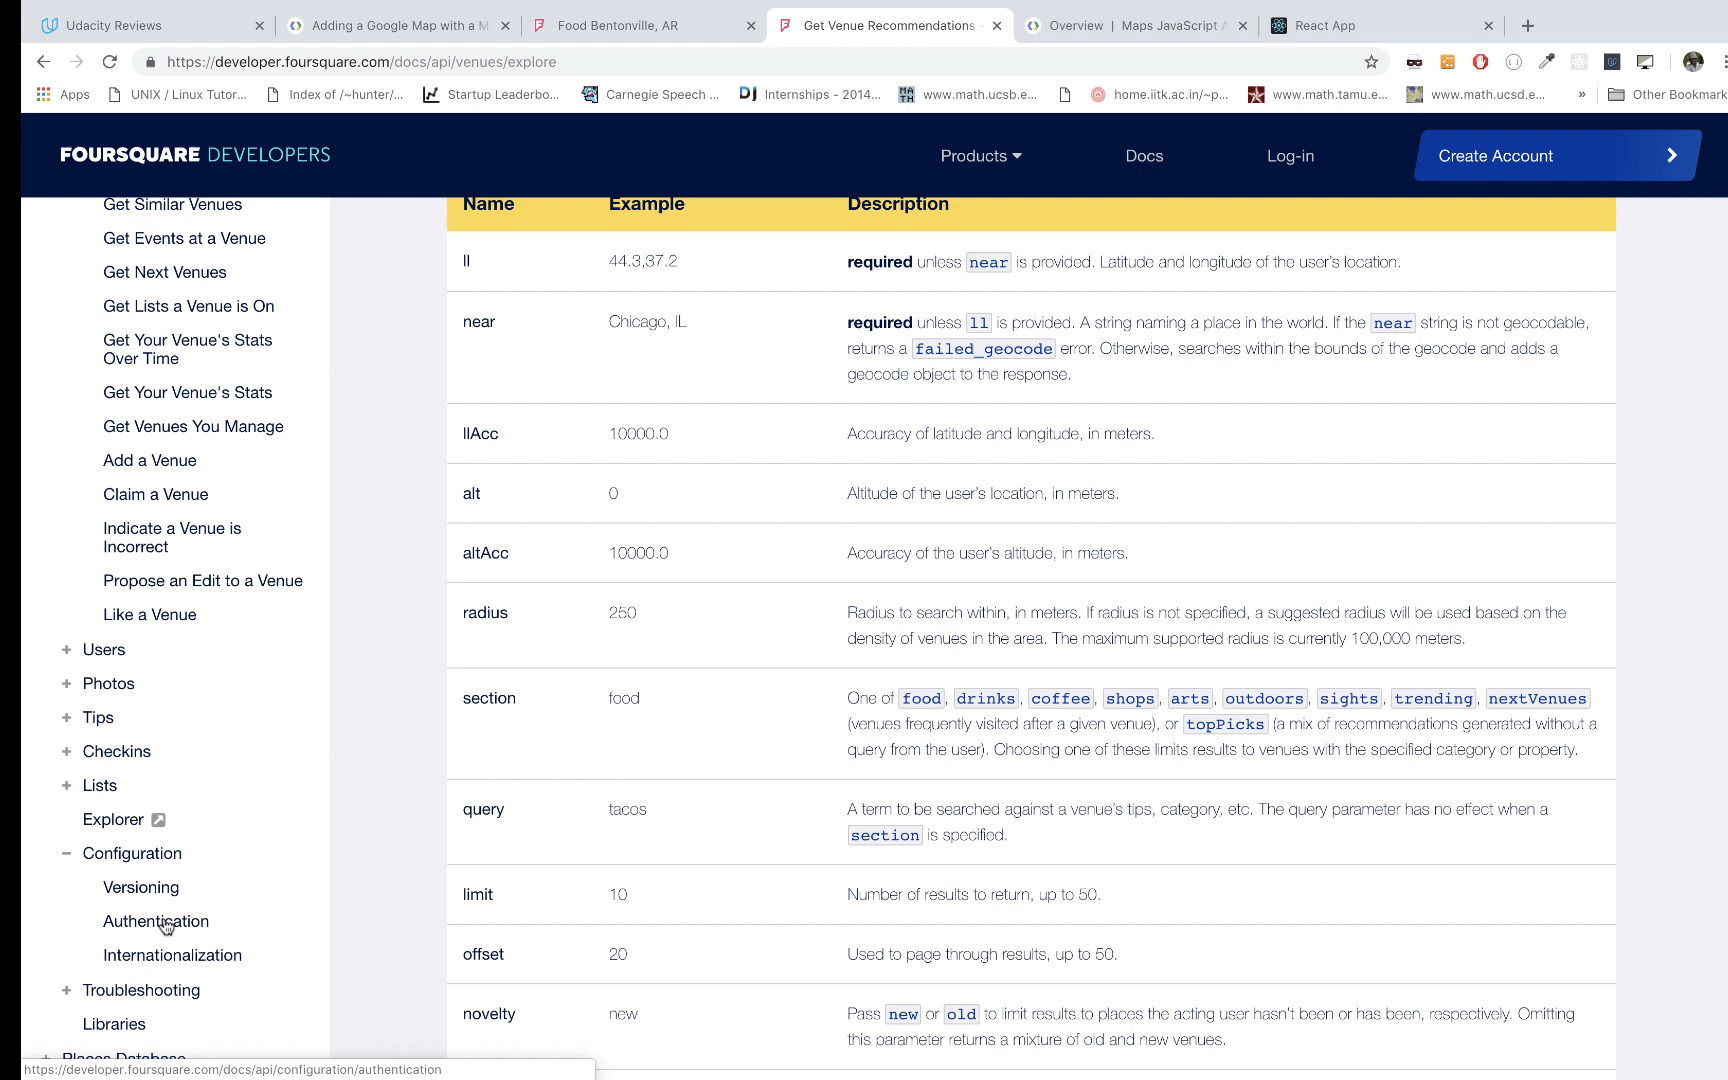 Udacity Reviews
Adding a Google Map with a M
Food Bentonville, AR
Get Venue Recommendations -
Overview | Maps JavaScript A
React App
https://developer.foursquare.com/docs/api/venues/explore
Apps
UNIX / Linux Tutor...
Index of /~hunter/...
Startup Leaderbo...
Carnegie Speech ...
DJ Internships - 2014...
www.math.ucsb.e...
home.iitk.ac.in/~p...
www.math.tamu.e...
www.math.ucsd.e...
»
Other Bookmark
FOURSQUARE DEVELOPERS
Products
Docs
Log-in
Create Account
Get Similar Venues
Get Events at a Venue
Get Next Venues
Get Lists a Venue is On
Get Your Venue's Stats
Over Time
Get Your Venue's Stats
Get Venues You Manage
Add a Venue
Claim a Venue
Indicate a Venue is
Incorrect
Propose an Edit to a Venue
Like a Venue
+ Users
+ Photos
+ Tips
+ Checkins
+ Lists
Explorer
− Configuration
Versioning
Authentication
Internationalization
+ Troubleshooting
Libraries
Places Database
https://developer.foursquare.com/docs/api/configuration/authentication
Name Example Description
ll 44.3,37.2 required unless near is provided. Latitude and longitude of the user's location.
near Chicago, IL required unless ll is provided. A string naming a place in the world. If the near string is not geocodable,
returns a failed_geocode error. Otherwise, searches within the bounds of the geocode and adds a
geocode object to the response.
llAcc 10000.0 Accuracy of latitude and longitude, in meters.
alt 0 Altitude of the user's location, in meters.
altAcc 10000.0 Accuracy of the user's altitude, in meters.
radius 250 Radius to search within, in meters. If radius is not specified, a suggested radius will be used based on the
density of venues in the area. The maximum supported radius is currently 100,000 meters.
section food One of food, drinks, coffee, shops, arts, outdoors, sights, trending, nextVenues
(venues frequently visited after a given venue), or topPicks (a mix of recommendations generated without a
query from the user). Choosing one of these limits results to venues with the specified category or property.
query tacos A term to be searched against a venue's tips, category, etc. The query parameter has no effect when a
section is specified.
limit 10 Number of results to return, up to 50.
offset 20 Used to page through results, up to 50.
novelty new Pass new or old to limit results to places the acting user hasn't been or has been, respectively. Omitting
this parameter returns a mixture of old and new venues.